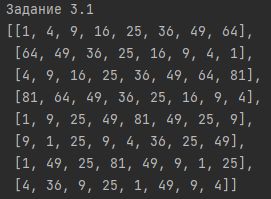 Задание 3.1
[[1, 4, 9, 16, 25, 36, 49, 64],
[64, 49, 36, 25, 16, 9, 4, 1],
[4, 9, 16, 25, 36, 49, 64, 81],
[81, 64, 49, 36, 25, 16, 9, 4],
[1, 9, 25, 49, 81, 49, 25, 9],
[9, 1, 25, 9, 4, 36, 25, 49],
[1, 49, 25, 81, 49, 9, 1, 25],
[4, 36, 9, 25, 1, 49, 9, 4]]